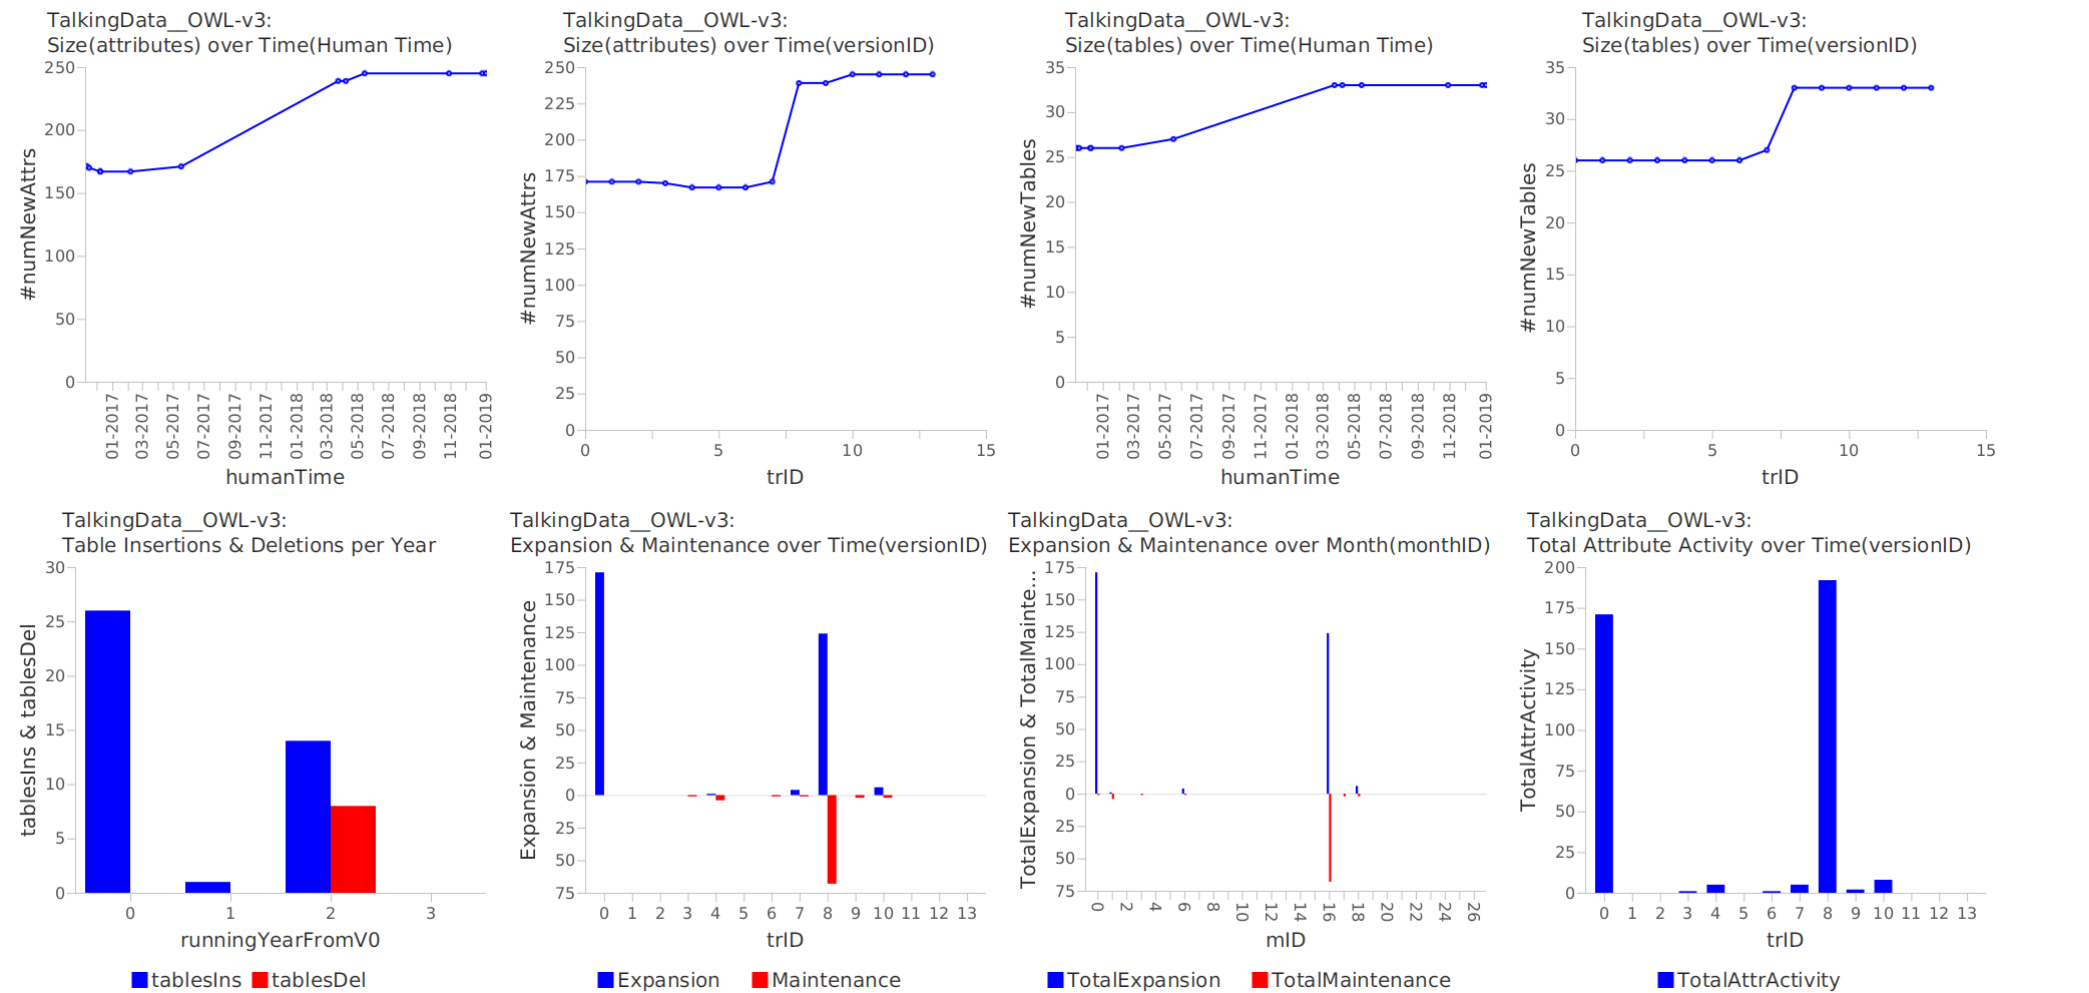 TalkingData__OWL-v3:
Size(attributes) over Time(Human Time)
250
200
150
100
50
0
#numNewAttrs
01-2017
03-2017
05-2017
07-2017
09-2017
11-2017
01-2018
03-2018
05-2018
07-2018
09-2018
11-2018
01-2019
humanTime
TalkingData__OWL-v3:
Size(attributes) over Time(versionID)
250
225
200
175
150
125
100
75
50
25
0
#numNewAttrs
0 5 10 15
trID
TalkingData__OWL-v3:
Size(tables) over Time(Human Time)
35
30
25
20
15
10
5
0
#numNewTables
01-2017
03-2017
05-2017
07-2017
09-2017
11-2017
01-2018
03-2018
05-2018
07-2018
09-2018
11-2018
01-2019
humanTime
TalkingData__OWL-v3:
Size(tables) over Time(versionID)
35
30
25
20
15
10
5
0
#numNewTables
0 5 10 15
trID
TalkingData__OWL-v3:
Table Insertions & Deletions per Year
30
25
20
15
10
5
0
tablesIns & tablesDel
0 1 2 3
runningYearFromV0
tablesIns tablesDel
TalkingData__OWL-v3:
Expansion & Maintenance over Time(versionID)
175
150
125
100
75
50
25
0
25
50
75
Expansion & Maintenance
0 1 2 3 4 5 6 7 8 9 10 11 12 13
trID
Expansion Maintenance
TalkingData__OWL-v3:
Expansion & Maintenance over Month(monthID)
175
150
125
100
75
50
25
0
25
50
75
TotalExpansion & TotalMainte...
0 2 4 6 8 10 12 14 16 18 20 22 24 26
mID
TotalExpansion TotalMaintenance
TalkingData__OWL-v3:
Total Attribute Activity over Time(versionID)
200
175
150
125
100
75
50
25
0
TotalAttrActivity
0 1 2 3 4 5 6 7 8 9 10 11 12 13
trID
TotalAttrActivity